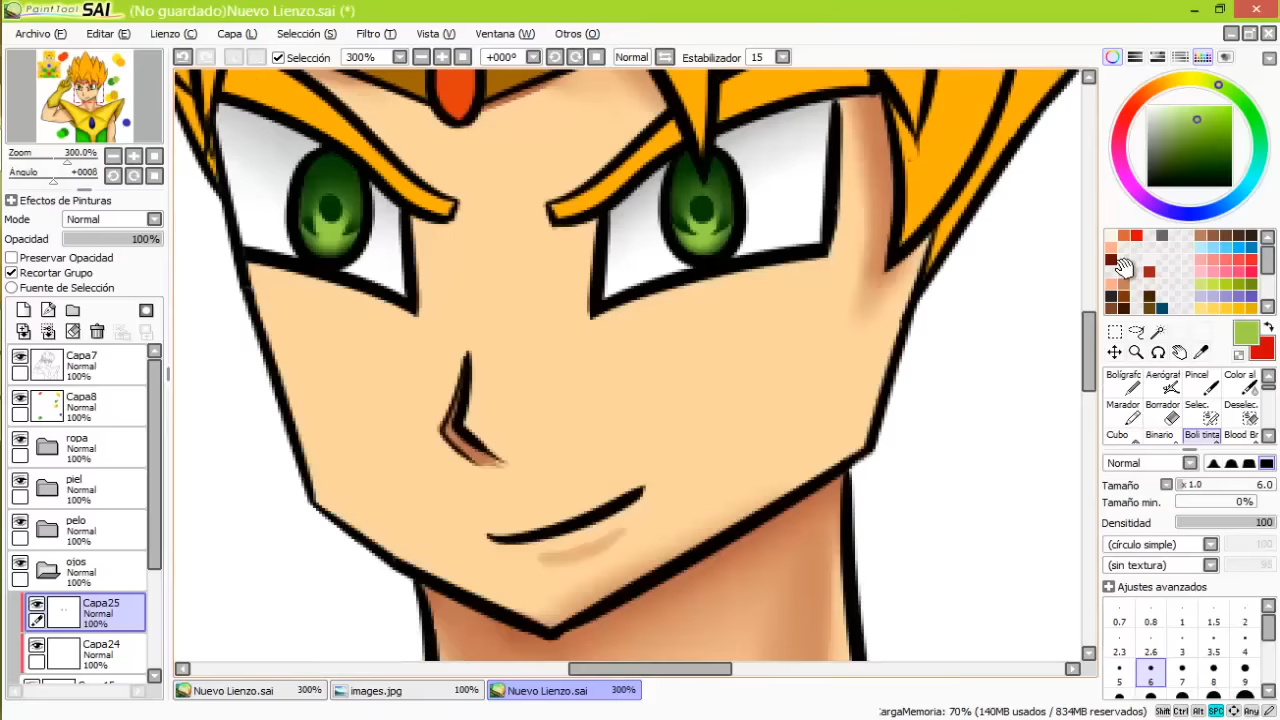 PaintTool SAI (No guardado)Nuevo Lienzo.sai (*)
Archivo (F) Editar (E) Lienzo (C) Capa (L) Selección (S) Filtro (T) Vista (V) Ventana (W) Otros (O)
Selección 300% +000° Normal Estabilizador 15
Zoom 300.0%
Ángulo +0008
Efectos de Pinturas
Modo Normal
Opacidad 100%
Preservar Opacidad
Recortar Grupo
Fuente de Selección
Capa7
Normal
100%
Capa8
Normal
100%
ropa
Normal
100%
piel
Normal
100%
pelo
Normal
100%
ojos
Normal
100%
Capa25
Normal
100%
Capa24
Normal
100%
Bolígrafo Aerógraf Pincel Color al
Marador Borrador Selec. Deselec.
Cubo Binario Boli tinta Blood Br
Normal
Tamaño x 1.0 6.0
Tamaño min. 0%
Densitidad 100
(círculo simple) 100
(sin textura) 95
Ajustes avanzados
0.7 0.8 1 1.5 2
2.3 2.6 3 3.5 4
5 6 7 8 9
Nuevo Lienzo.sai 300% images.jpg 100% Nuevo Lienzo.sai 300%
CargaMemoria: 70% (140MB usados / 834MB reservados) Shift Ctrl Alt SPC Any